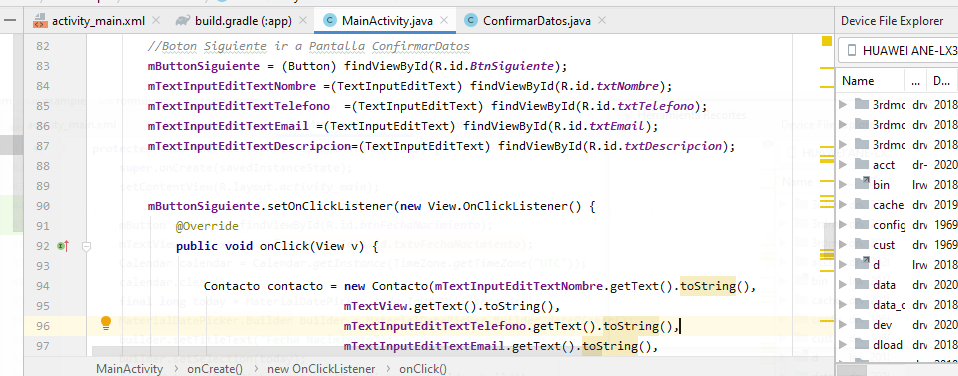 activity_main.xml
build.gradle (:app)
MainActivity.java
ConfirmarDatos.java
82 //Boton Siguiente ir a Pantalla ConfirmarDatos
83 mButtonSiguiente = (Button) findViewById(R.id.BtnSiguiente);
84 mTextInputEditTextNombre =(TextInputEditText) findViewById(R.id.txtNombre);
85 mTextInputEditTextTelefono =(TextInputEditText) findViewById(R.id.txtTelefono);
86 mTextInputEditTextEmail =(TextInputEditText) findViewById(R.id.txtEmail);
87 mTextInputEditTextDescripcion=(TextInputEditText) findViewById(R.id.txtDescripcion);
88
89
90 mButtonSiguiente.setOnClickListener(new View.OnClickListener() {
91 @Override
92 public void onClick(View v) {
93
94 Contacto contacto = new Contacto(mTextInputEditTextNombre.getText().toString(),
95 mTextView.getText().toString(),
96 mTextInputEditTextTelefono.getText().toString(),
97 mTextInputEditTextEmail.getText().toString(),
MainActivity > onCreate() > new OnClickListener > onClick()
Device File Explorer
HUAWEI ANE-LX3
Name ... D...
3rdmc drv 2018
3rdmc drv 2020
3rdmc drv 2018
acct dr- 2020
bin lrw 2018
cache drv 2018
config drv 1969
cust drv 1969
d lrw 2018
data drv 2020
data_c drv 2018
dev drv 2020
dload drv 2018